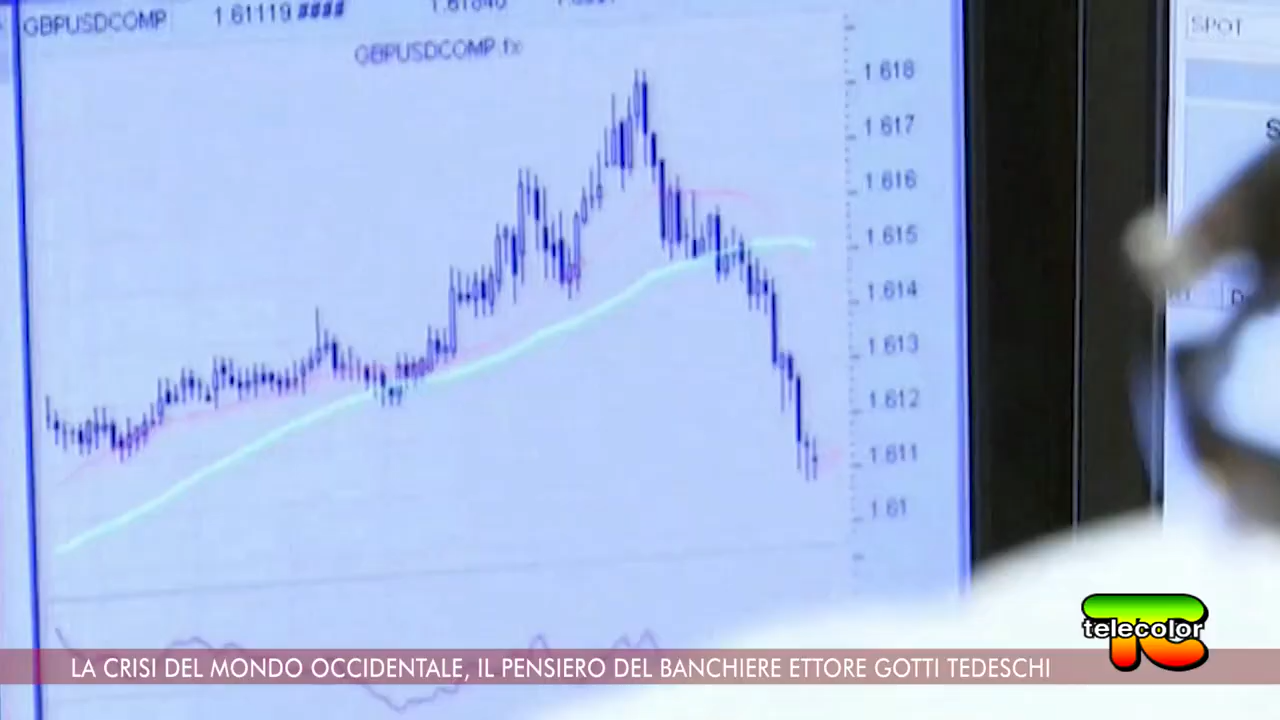 GBPUSDCOMP 1.61119 ####
GBPUSDCOMP.fx
1.618
1.617
1.616
1.615
1.614
1.613
1.612
1.611
1.61
SPOT
telecolor
LA CRISI DEL MONDO OCCIDENTALE, IL PENSIERO DEL BANCHIERE ETTORE GOTTI TEDESCHI